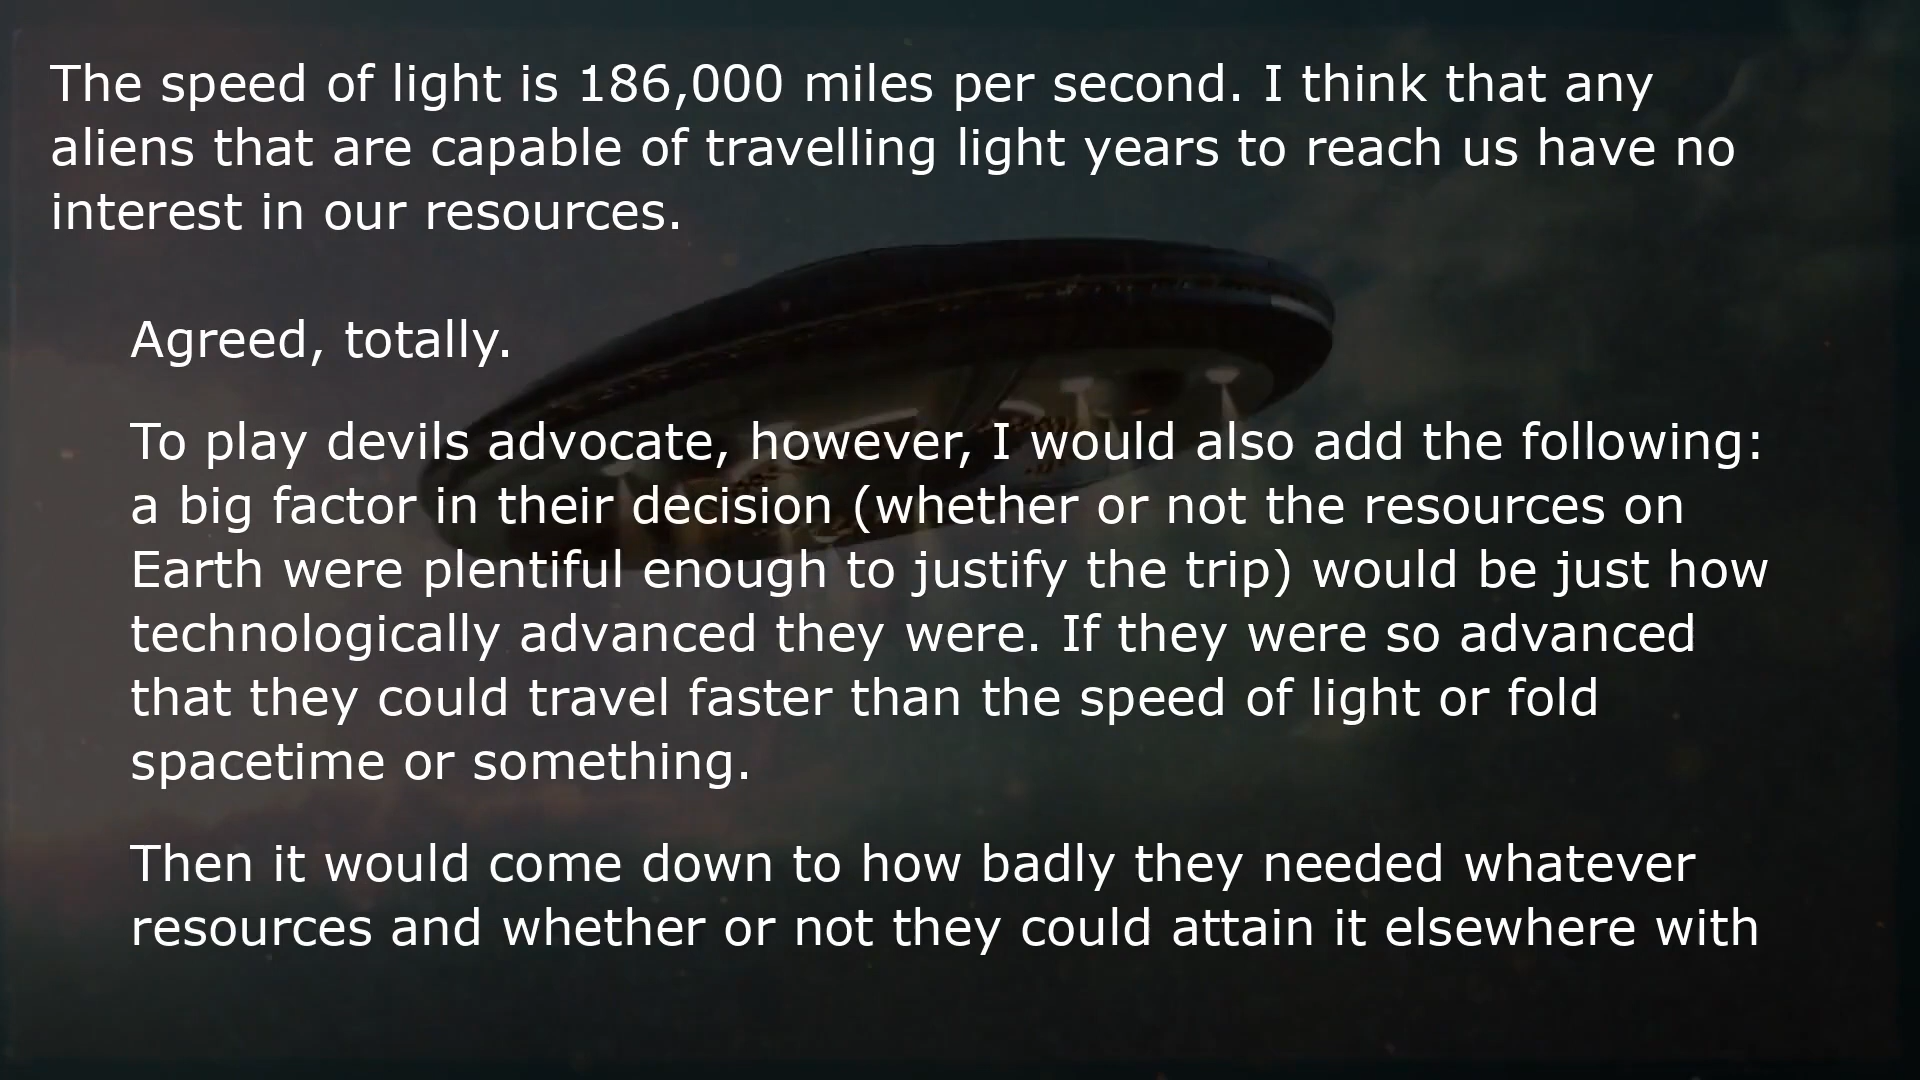 The speed of light is 186,000 miles per second. I think that any
aliens that are capable of travelling light years to reach us have no
interest in our resources.
Agreed, totally.
To play devils advocate, however, I would also add the following:
a big factor in their decision (whether or not the resources on
Earth were plentiful enough to justify the trip) would be just how
technologically advanced they were. If they were so advanced
that they could travel faster than the speed of light or fold
spacetime or something.
Then it would come down to how badly they needed whatever
resources and whether or not they could attain it elsewhere with